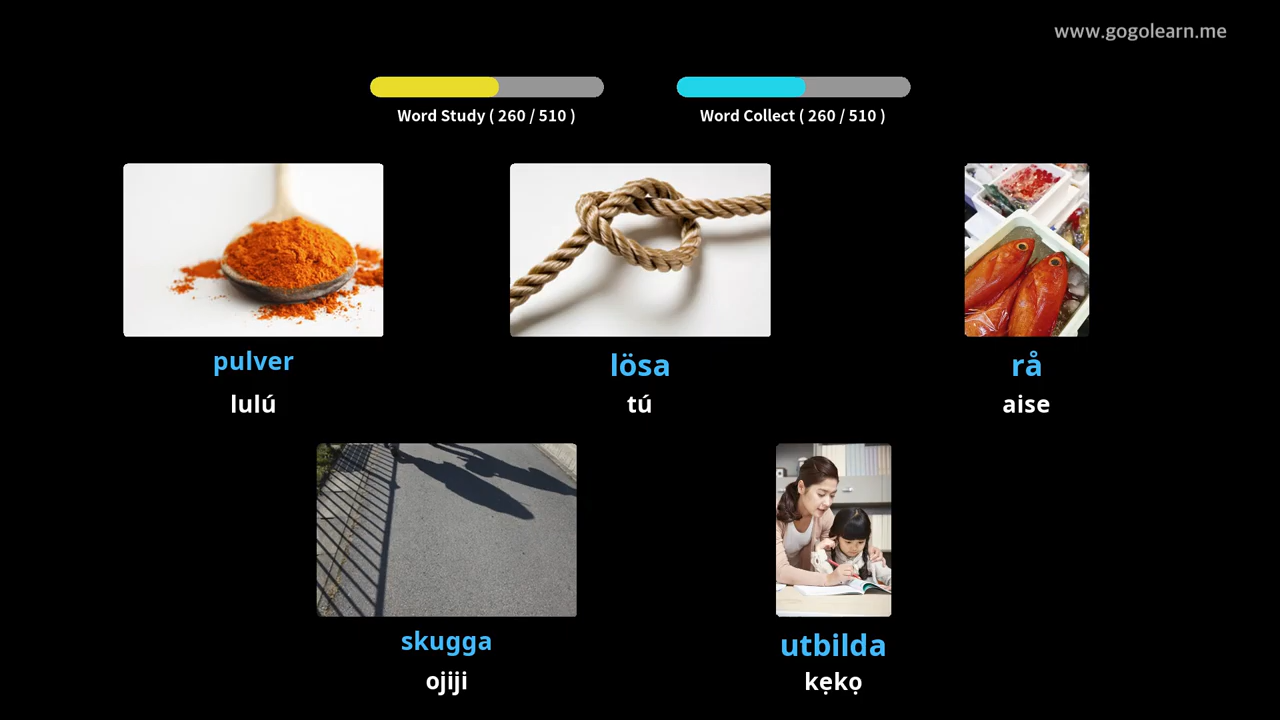 www.gogolearn.me
Word Study ( 260 / 510 )
Word Collect ( 260 / 510 )
pulver
lulú
lösa
tú
rå
aise
skugga
ojiji
utbilda
kẹkọ